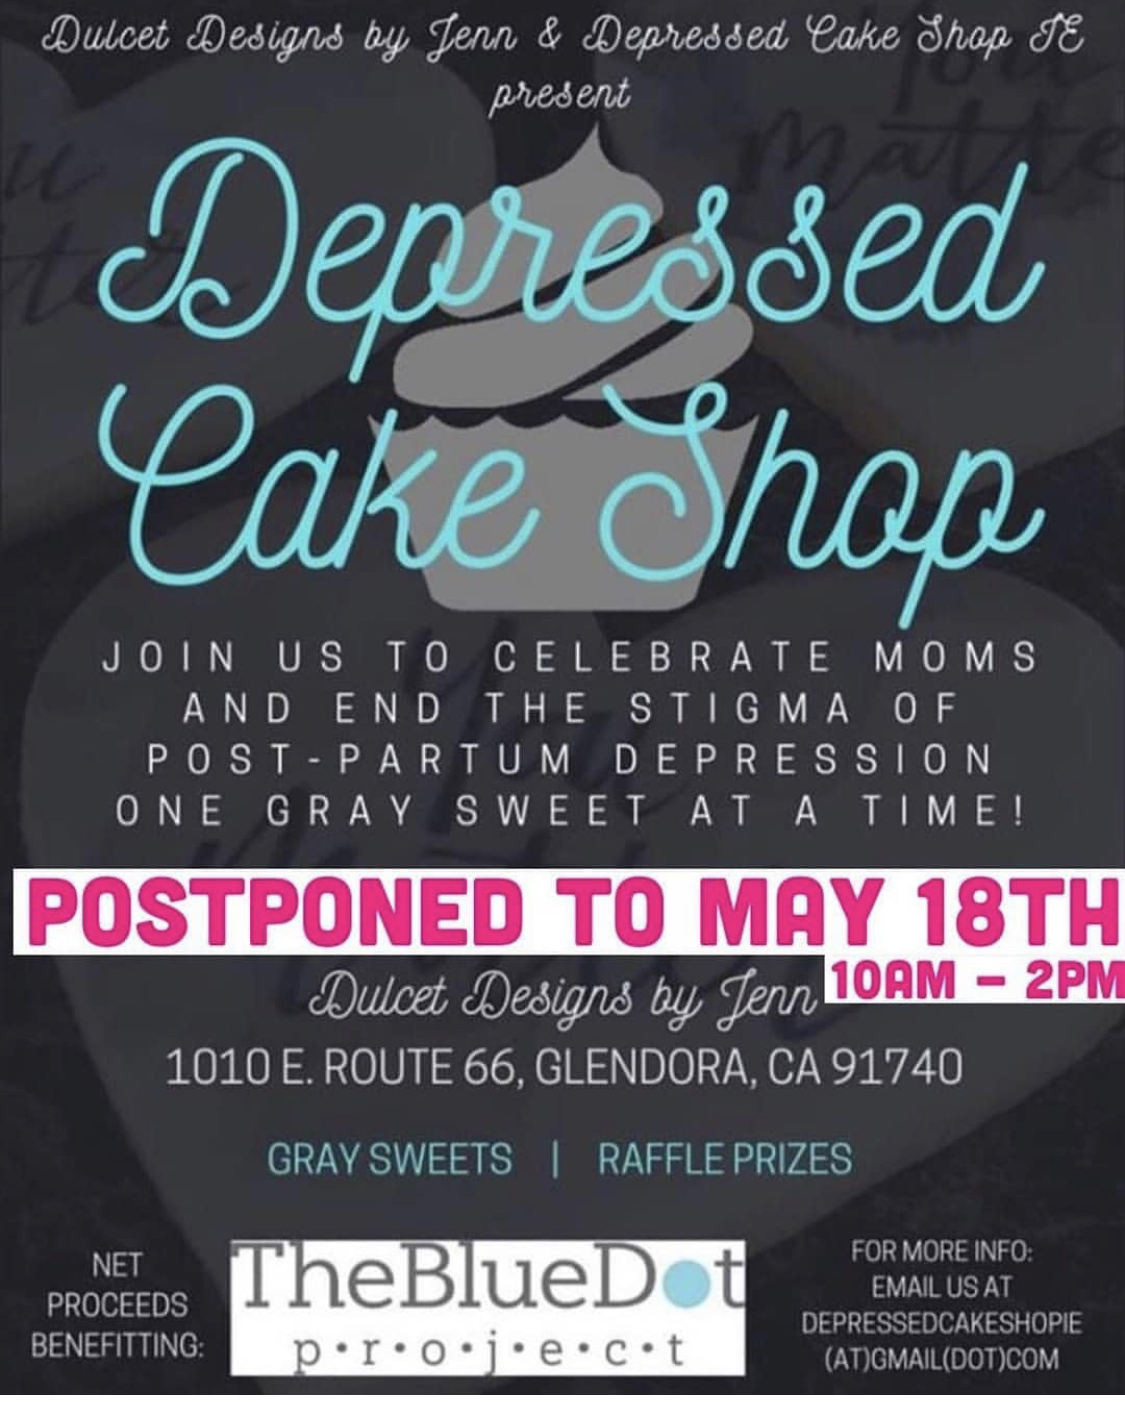 Dulcet Designs by Jenn & Depressed Cake Shop IE
present
Depressed
Cake Shop
JOIN US TO CELEBRATE MOMS
AND END THE STIGMA OF
POST-PARTUM DEPRESSION
ONE GRAY SWEET AT A TIME!
POSTPONED TO MAY 18TH
10AM - 2PM
Dulcet Designs by Jenn
1010 E. ROUTE 66, GLENDORA, CA 91740
GRAY SWEETS | RAFFLE PRIZES
NET
PROCEEDS
BENEFITTING:
TheBlueDot
p·r·o·j·e·c·t
FOR MORE INFO:
EMAIL US AT
DEPRESSEDCAKESHOPIE
(AT)GMAIL(DOT)COM